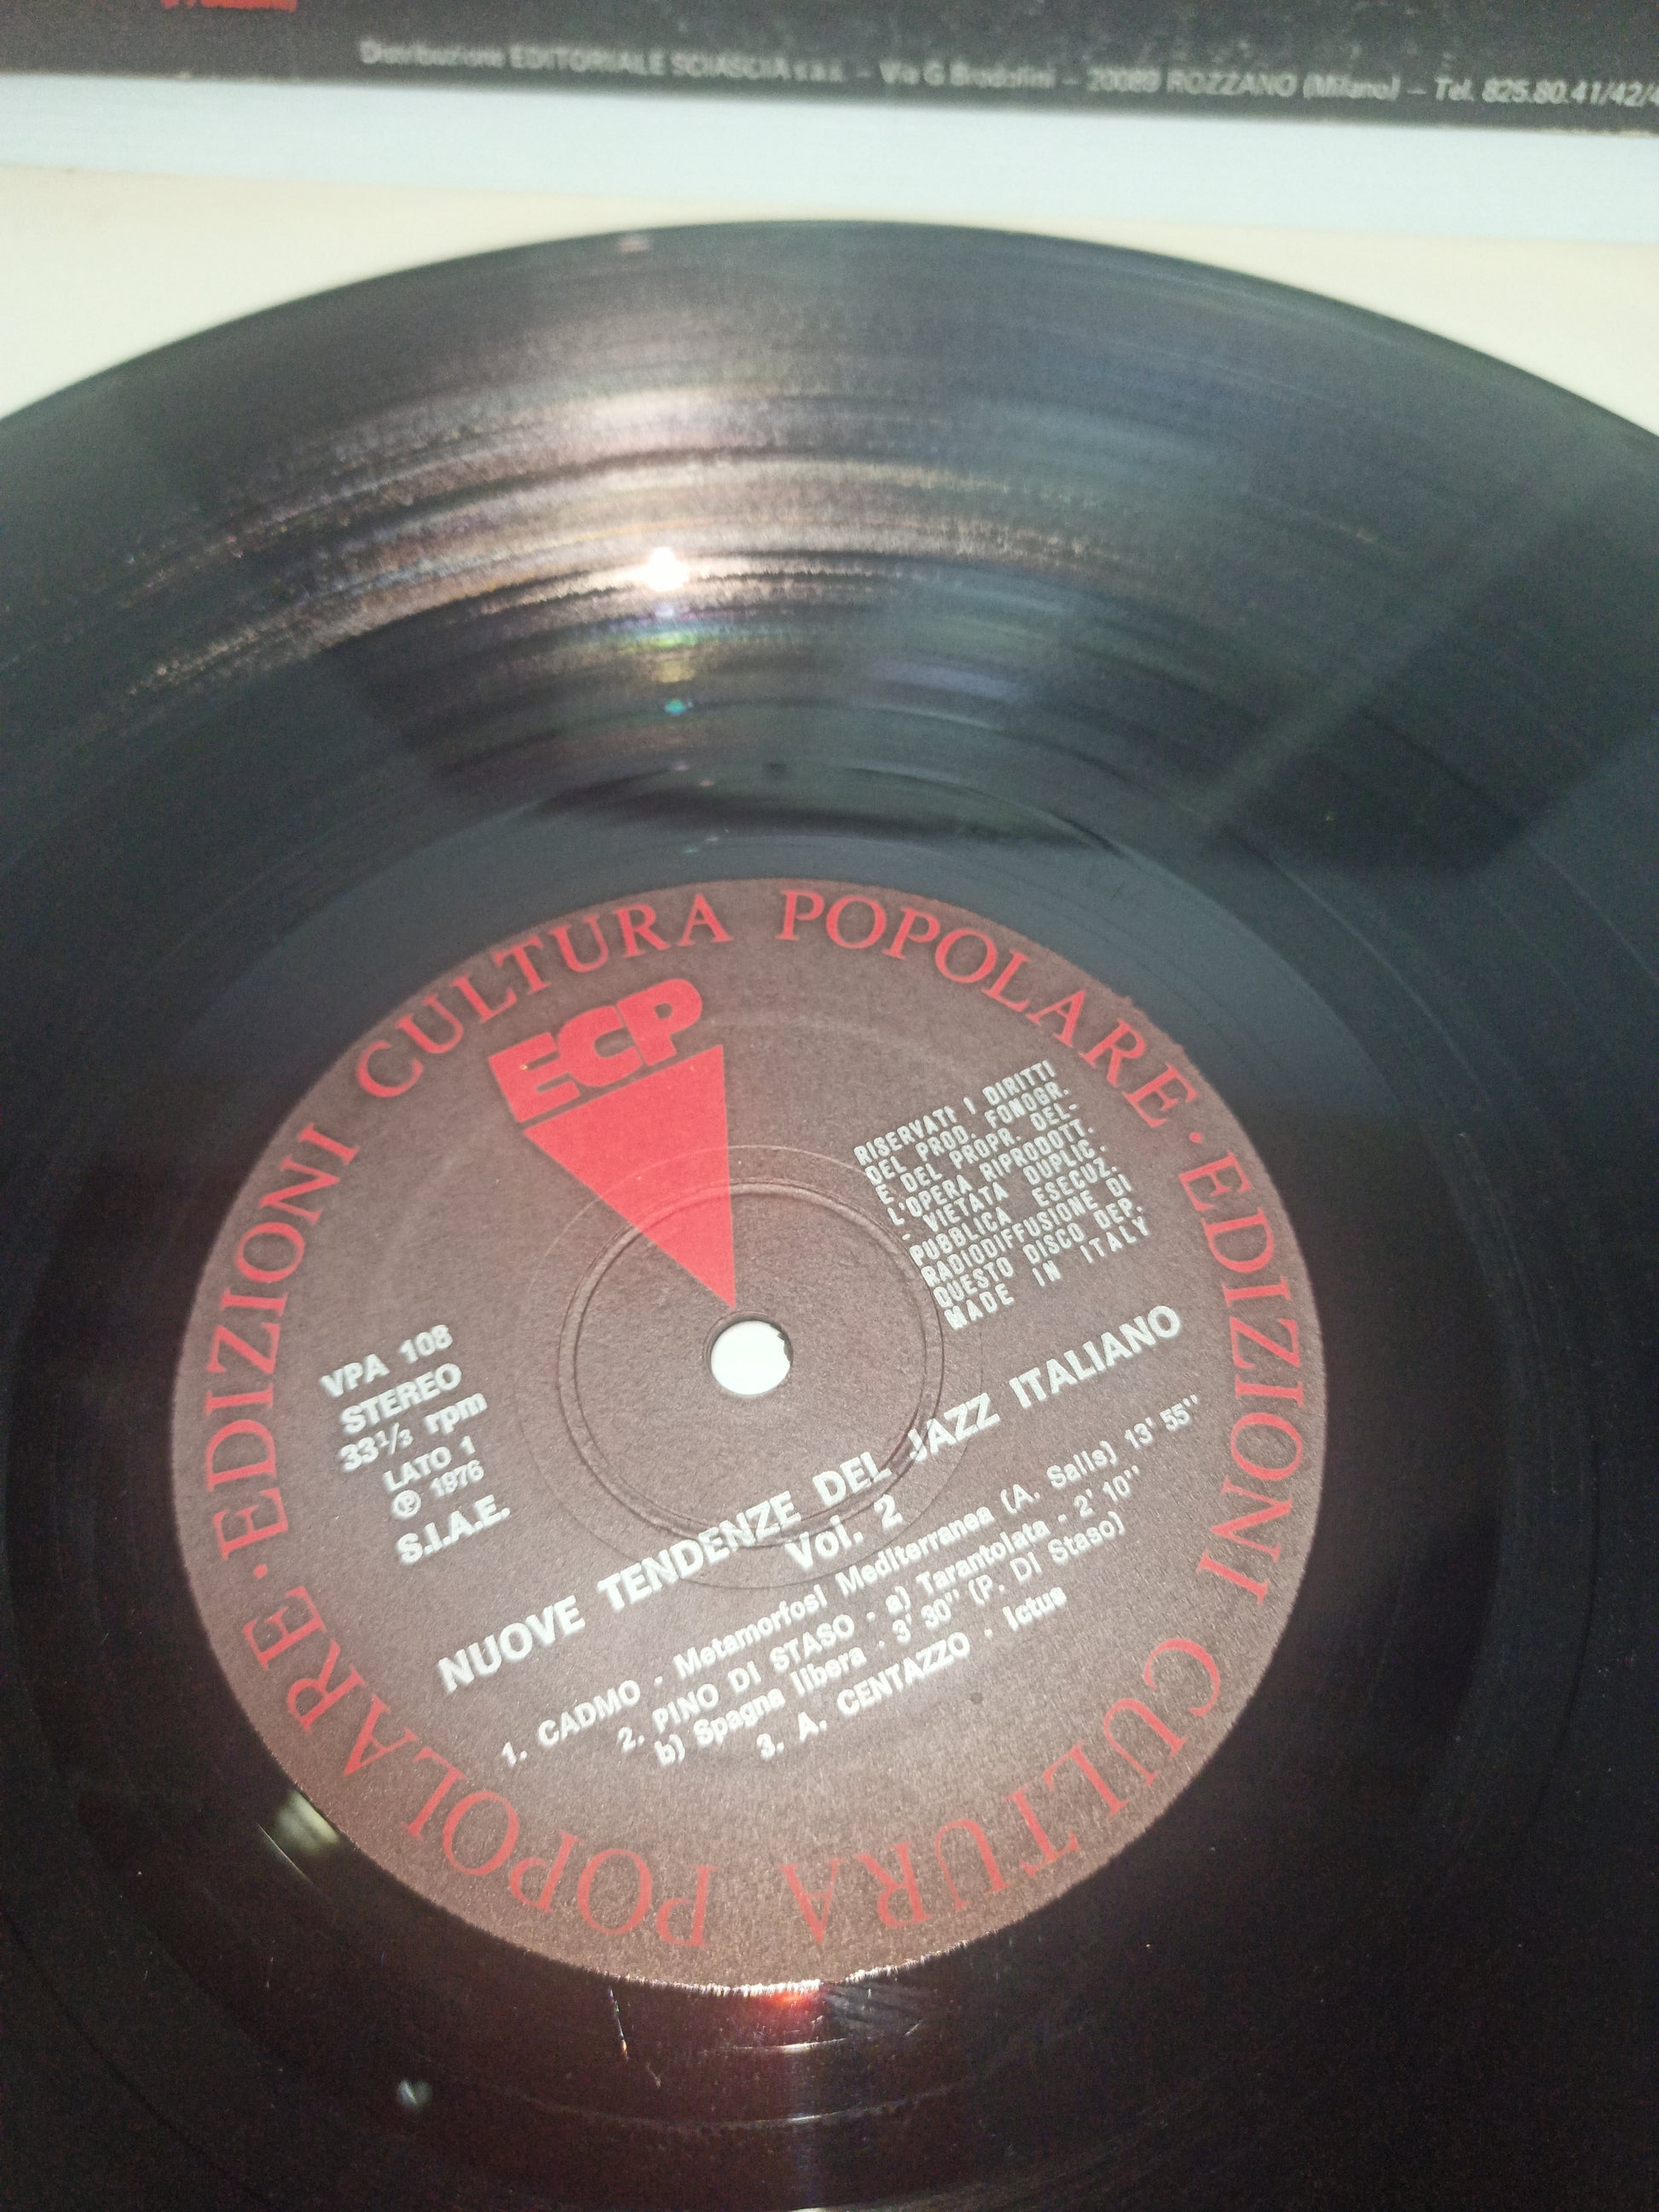 Distribuzione EDITORIALE SCIASCIA s.a.s. – Via G. Brodolini – 20089 ROZZANO (Milano) – Tel. 825.80.41/42/4
EDIZIONI CULTURA POPOLARE · EDIZIONI CULTURA POPOLARE ·
ECP
RISERVATI I DIRITTI
DEL PROD. FONOGR.
E DEL PROPR. DEL-
L'OPERA RIPRODOTT.
- VIETATA DUPLIC.
PUBBLICA ESECUZ.
RADIODIFFUSIONE DI
QUESTO DISCO DEP.
MADE IN ITALY
VPA 108
STEREO
33⅓ rpm
LATO 1
℗ 1976
S.I.A.E.
NUOVE TENDENZE DEL JAZZ ITALIANO
Vol. 2
1. CADMO - Metamorfosi Mediterranea (A. Salis) 13' 55''
2. PINO DI STASO - a) Tarantolata - 2' 10''
b) Spagna libera - 3' 30'' (P. Di Staso)
3. A. CENTAZZO - Ictus